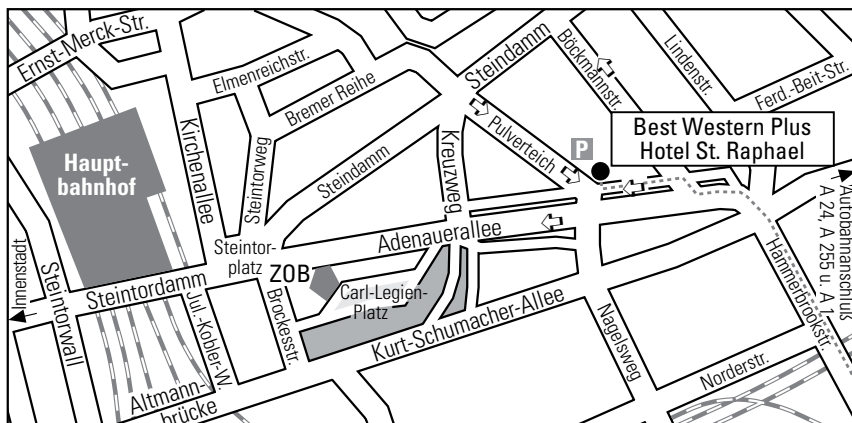 Ernst-Merck-Str.
Elmenreichstr.
Bremer Reihe
Steindamm
Böckmannstr.
Lindenstr.
Ferd.-Beit-Str.
Kirchenallee
Haupt-
bahnhof
Steintorweg
Steindamm
Kreuzweg
Pulverteich
P
Best Western Plus
Hotel St. Raphael
Innenstadt
Steintorwall
Steintordamm
Steintor-
platz
ZOB
Adenauerallee
Carl-Legien-
Platz
Jul.-Kobler-W.
Brockesstr.
Kurt-Schumacher-Allee
Altmann-
brücke
Nagelsweg
Norderstr.
Hammerbrookstr.
Autobahnanschluß
A 24, A 255 u. A 1